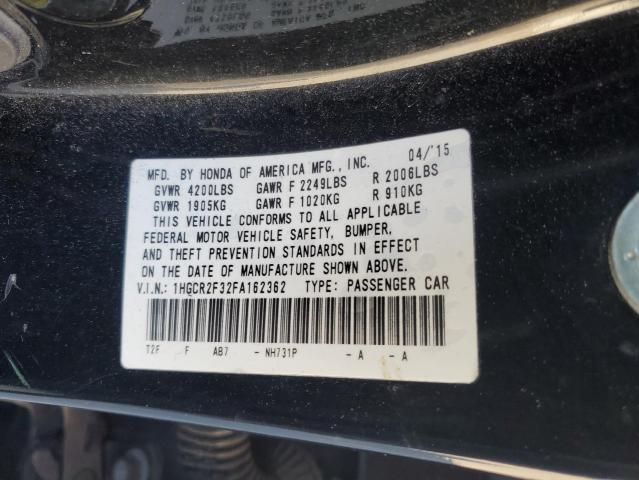 MFD. BY HONDA OF AMERICA MFG., INC. 04/'15
GVWR 4200LBS GAWR F 2249LBS R 2006LBS
GVWR 1905KG GAWR F 1020KG R 910KG
THIS VEHICLE CONFORMS TO ALL APPLICABLE
FEDERAL MOTOR VEHICLE SAFETY, BUMPER,
AND THEFT PREVENTION STANDARDS IN EFFECT
ON THE DATE OF MANUFACTURE SHOWN ABOVE.
V.I.N.: 1HGCR2F32FA162362 TYPE: PASSENGER CAR
T2F F AB7 - NH731P - A - A